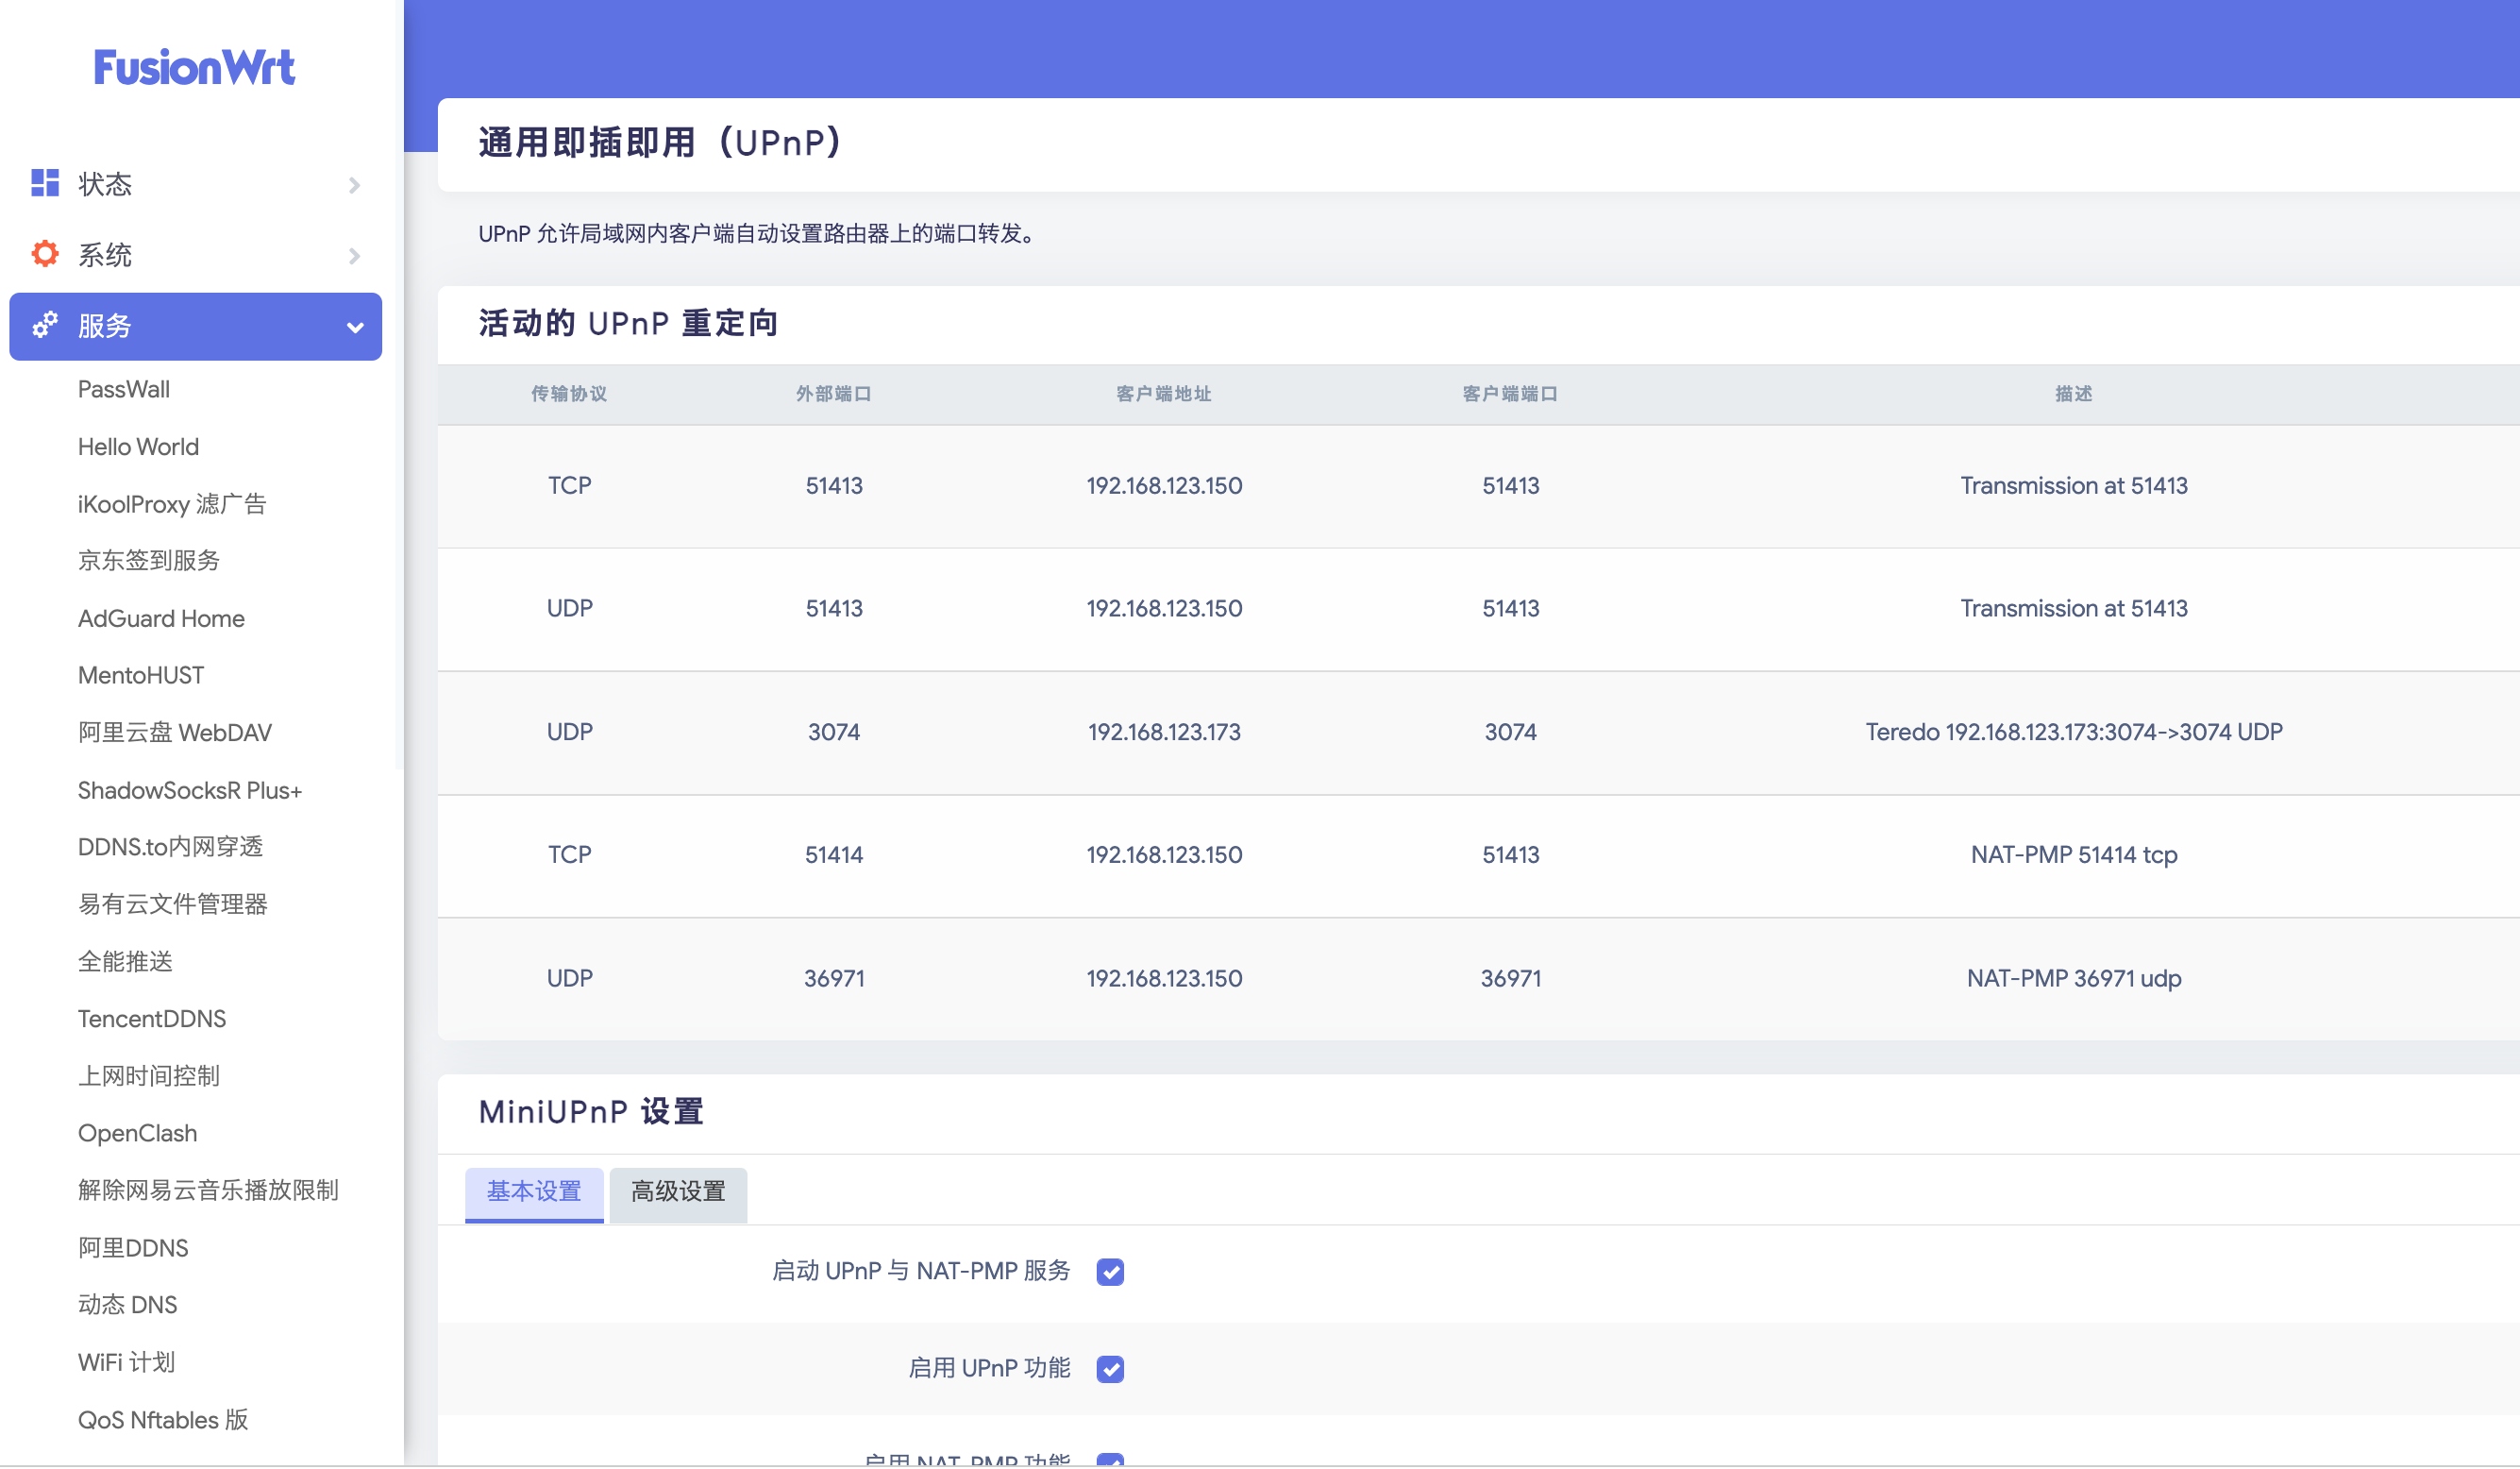 FusionWrt
状态
系统
服务
PassWall
Hello World
iKoolProxy 滤广告
京东签到服务
AdGuard Home
MentoHUST
阿里云盘 WebDAV
ShadowSocksR Plus+
DDNS.to内网穿透
易有云文件管理器
全能推送
TencentDDNS
上网时间控制
OpenClash
解除网易云音乐播放限制
阿里DDNS
动态 DNS
WiFi 计划
QoS Nftables 版
通用即插即用（UPnP）
UPnP 允许局域网内客户端自动设置路由器上的端口转发。
活动的 UPnP 重定向
传输协议 外部端口 客户端地址 客户端端口 描述
TCP 51413 192.168.123.150 51413 Transmission at 51413
UDP 51413 192.168.123.150 51413 Transmission at 51413
UDP 3074 192.168.123.173 3074 Teredo 192.168.123.173:3074->3074 UDP
TCP 51414 192.168.123.150 51413 NAT-PMP 51414 tcp
UDP 36971 192.168.123.150 36971 NAT-PMP 36971 udp
MiniUPnP 设置
基本设置 高级设置
启动 UPnP 与 NAT-PMP 服务
启用 UPnP 功能
启用 NAT-PMP 功能